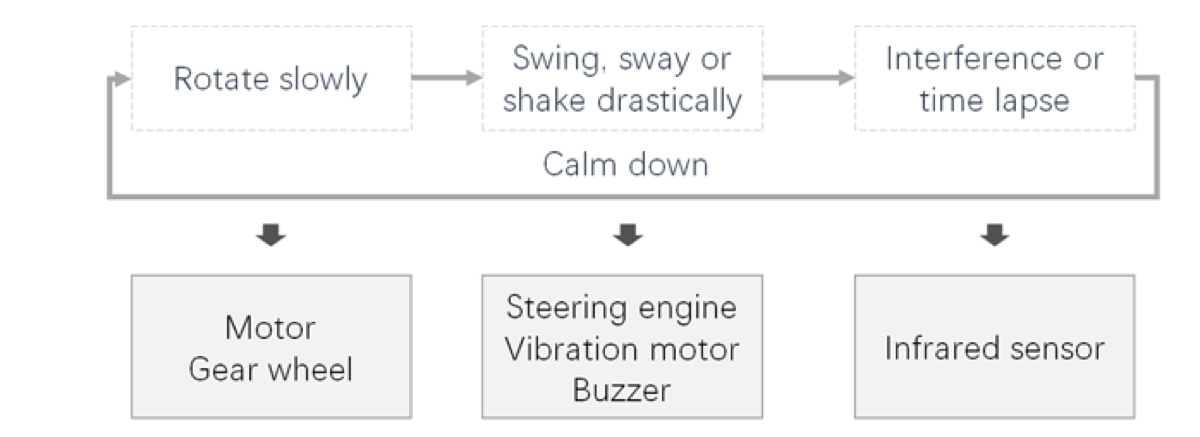 Rotate slowly
Swing, sway or
shake drastically
Interference or
time lapse
Calm down
Motor
Gear wheel
Steering engine
Vibration motor
Buzzer
Infrared sensor